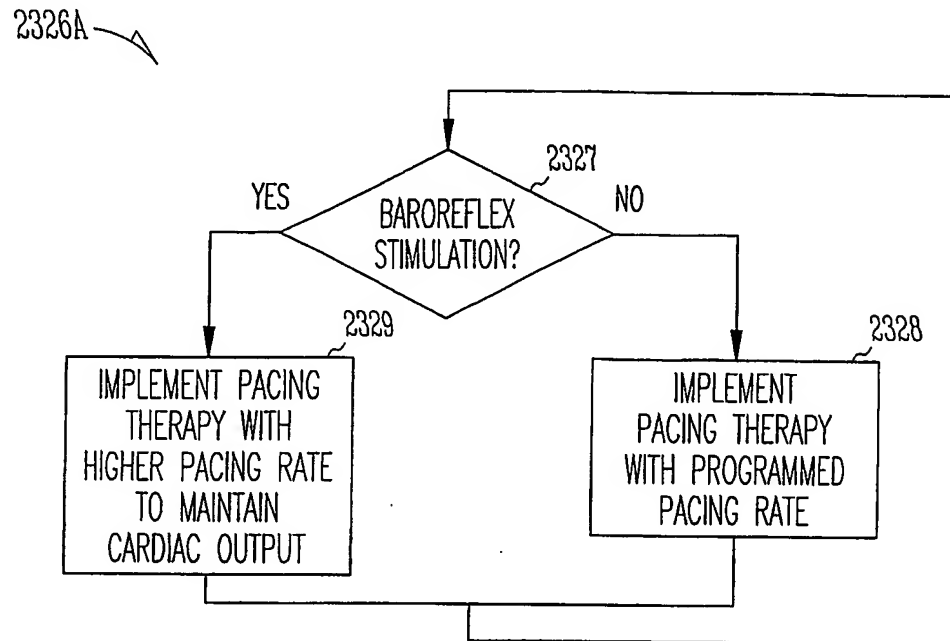 2326A
2327
YES
BAROREFLEX
STIMULATION?
NO
2329
IMPLEMENT PACING
THERAPY WITH
HIGHER PACING RATE
TO MAINTAIN
CARDIAC OUTPUT
2328
IMPLEMENT
PACING THERAPY
WITH PROGRAMMED
PACING RATE